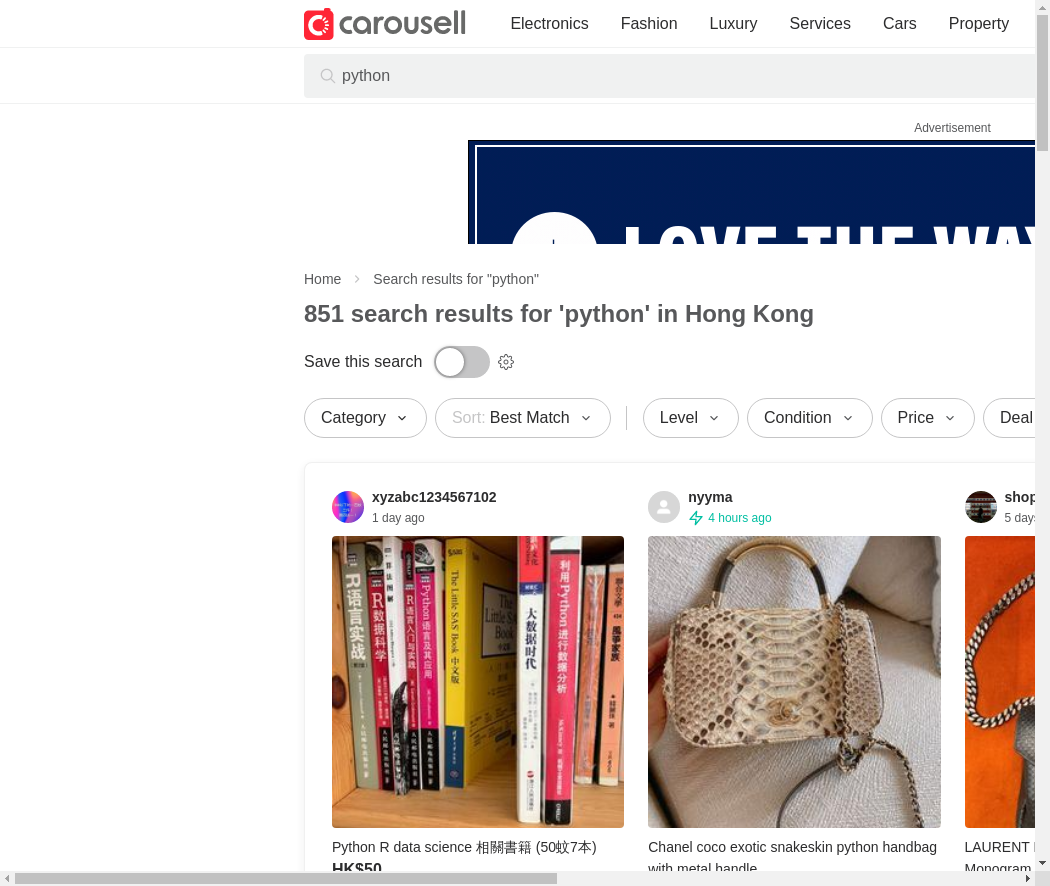 carousell
Electronics
Fashion
Luxury
Services
Cars
Property
python
Advertisement
LOVE THE WAY
Home
Search results for "python"
851 search results for 'python' in Hong Kong
Save this search
Category
Sort: Best Match
Level
Condition
Price
Deal
xyzabc1234567102
1 day ago
nyyma
4 hours ago
shop
5 days
R语言实战
R数据科学
算法图解
R语言入门与实践
Python语言及其应用
The Little SAS Book 中文版
The
Little SAS
Book
大数据时代
利用Python进行数据分析
Python R data science 相關書籍 (50蚊7本)
HK$50
Chanel coco exotic snakeskin python handbag
with metal handle
LAURENT
Monogram